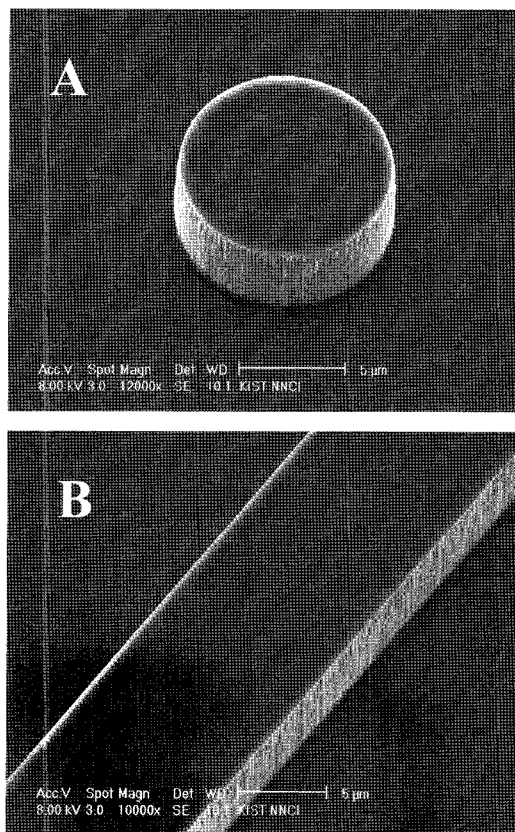 A
Acc.V Spot Magn Det WD 5 μm
8.00 kV 3.0 12000x SE 10.1 KIST NNCI
B
Acc.V Spot Magn Det WD 5 μm
8.00 kV 3.0 10000x SE 10.1 KIST NNCI